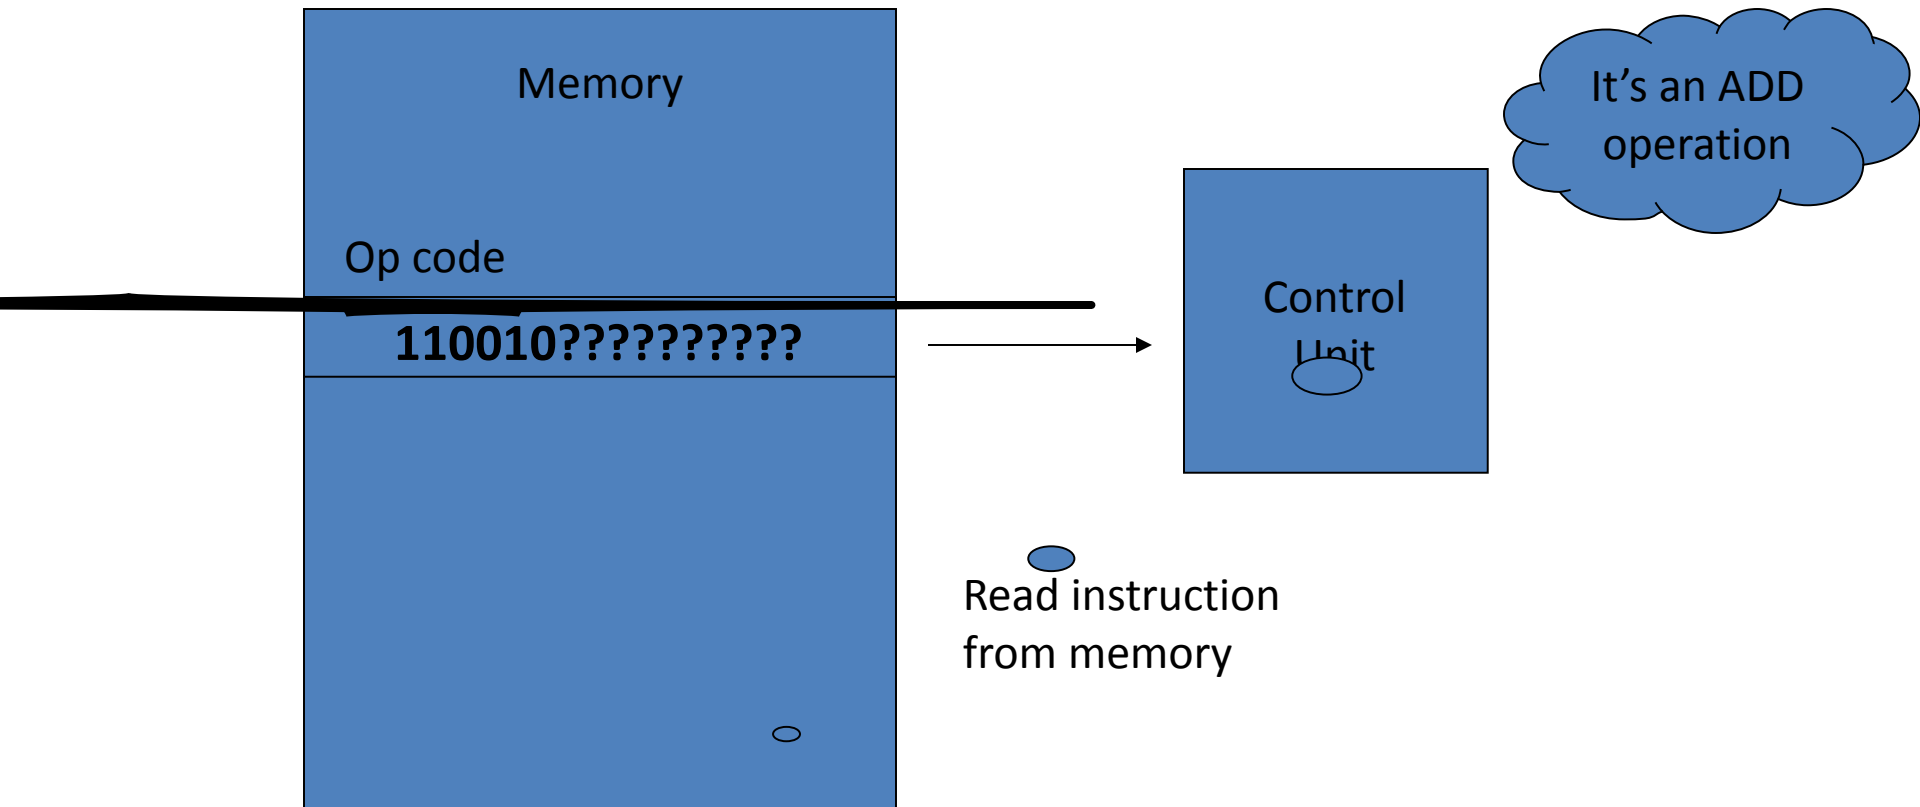 Memory
It’s an ADD
operation
Op code
Control
Unit
110010??????????
Read instruction
from memory